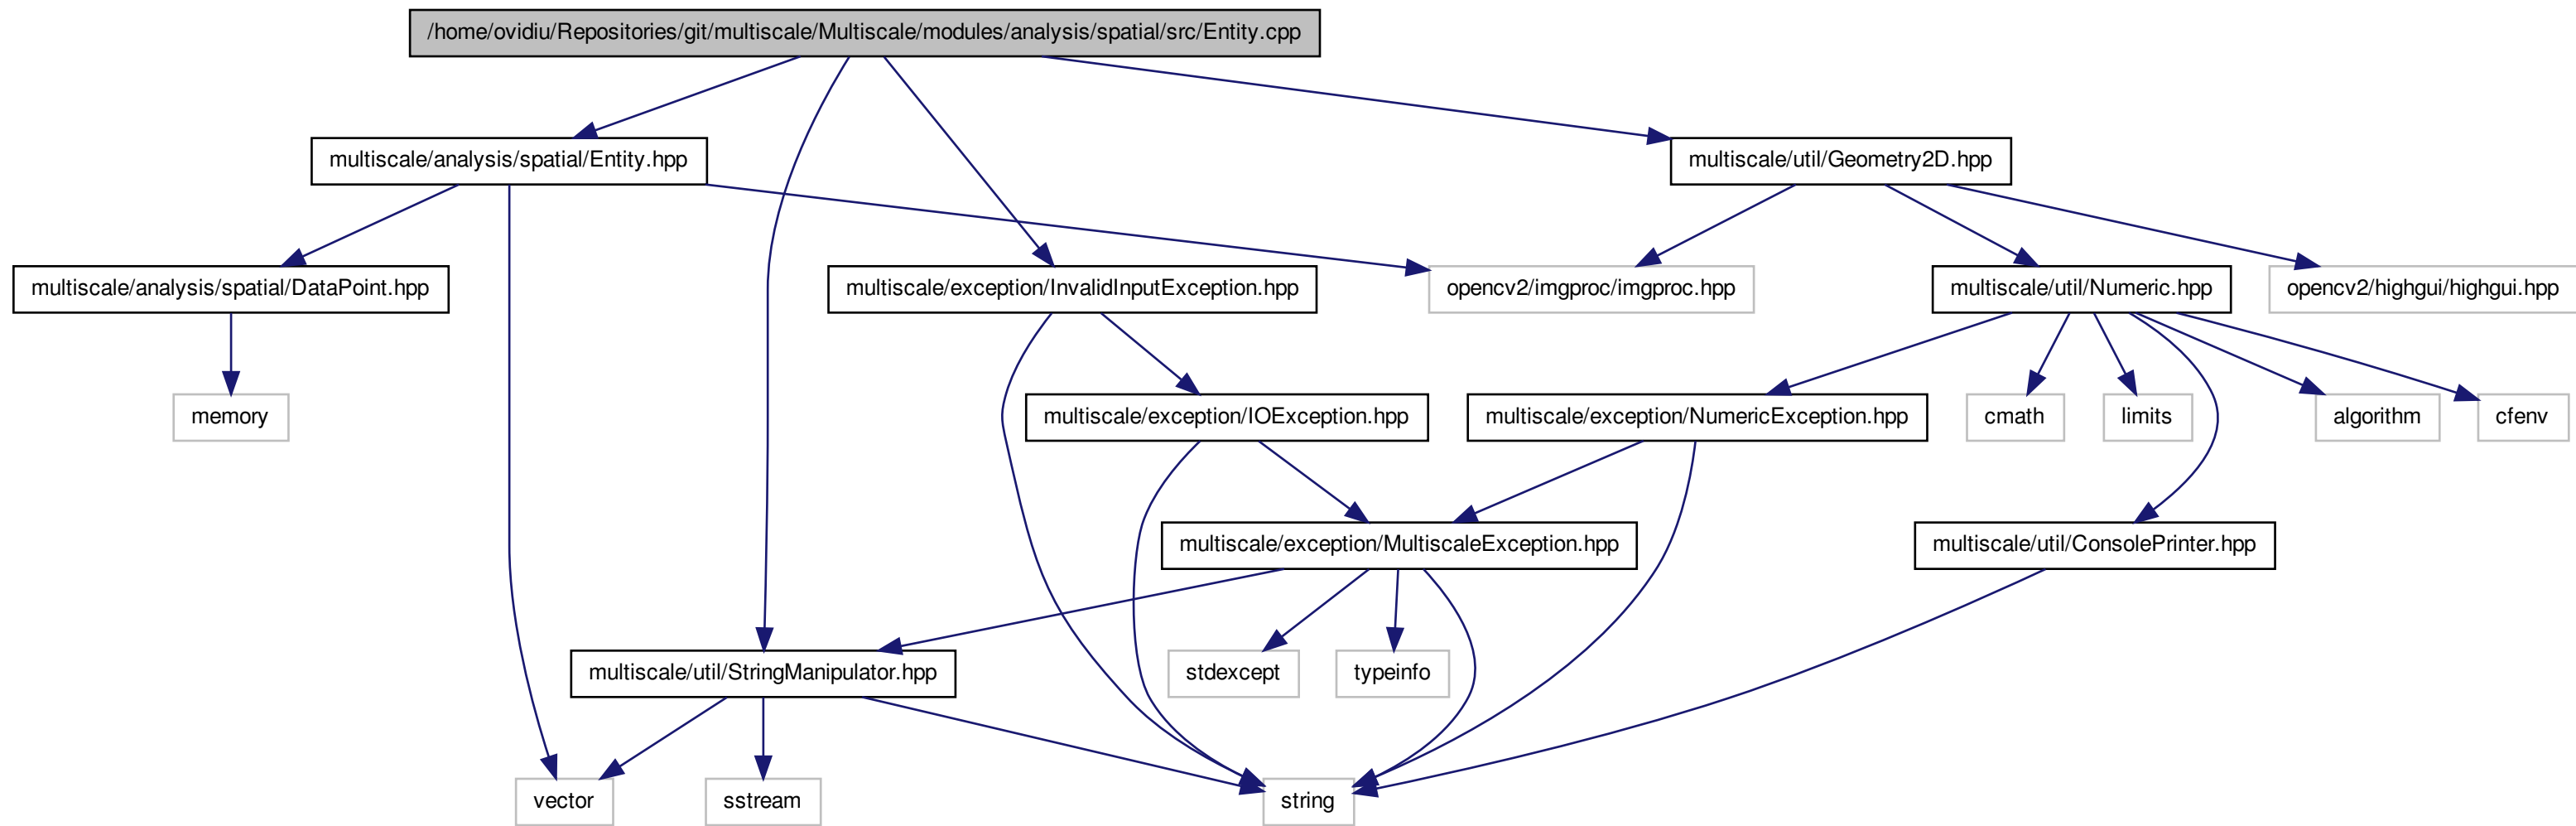 /home/ovidiu/Repositories/git/multiscale/Multiscale/modules/analysis/spatial/src/Entity.cpp
multiscale/analysis/spatial/Entity.hpp
multiscale/util/Geometry2D.hpp
multiscale/analysis/spatial/DataPoint.hpp
multiscale/exception/InvalidInputException.hpp
opencv2/imgproc/imgproc.hpp
multiscale/util/Numeric.hpp
opencv2/highgui/highgui.hpp
memory
multiscale/exception/IOException.hpp
multiscale/exception/NumericException.hpp
cmath
limits
algorithm
cfenv
multiscale/exception/MultiscaleException.hpp
multiscale/util/ConsolePrinter.hpp
multiscale/util/StringManipulator.hpp
stdexcept
typeinfo
vector
sstream
string